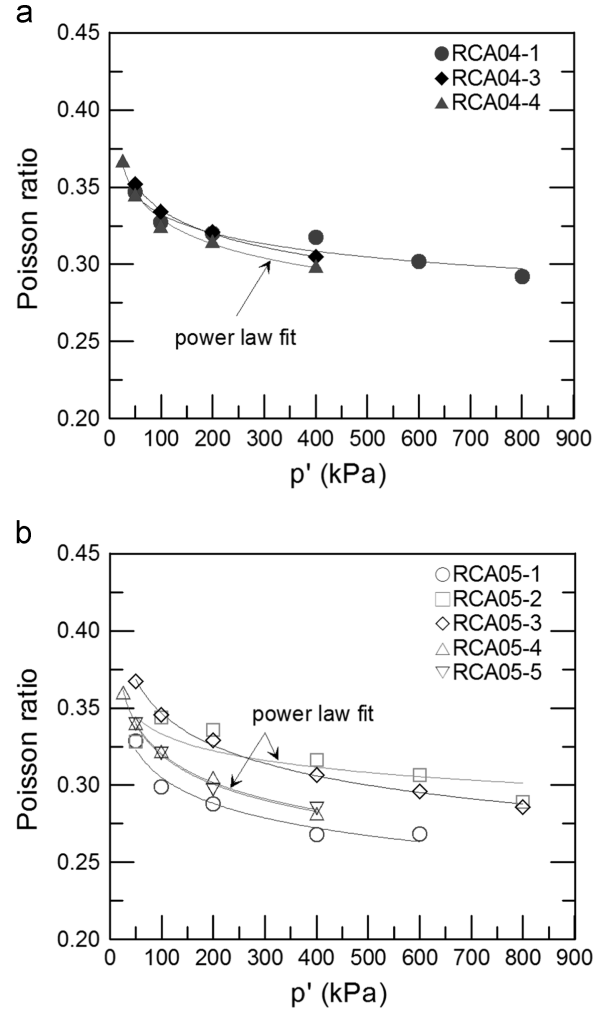 a
0.45
0.40
0.35
0.30
0.25
0.20
Poisson ratio
RCA04-1
RCA04-3
RCA04-4
power law fit
0 100 200 300 400 500 600 700 800 900
p' (kPa)
b
0.45
0.40
0.35
0.30
0.25
0.20
Poisson ratio
RCA05-1
RCA05-2
RCA05-3
RCA05-4
RCA05-5
power law fit
0 100 200 300 400 500 600 700 800 900
p' (kPa)